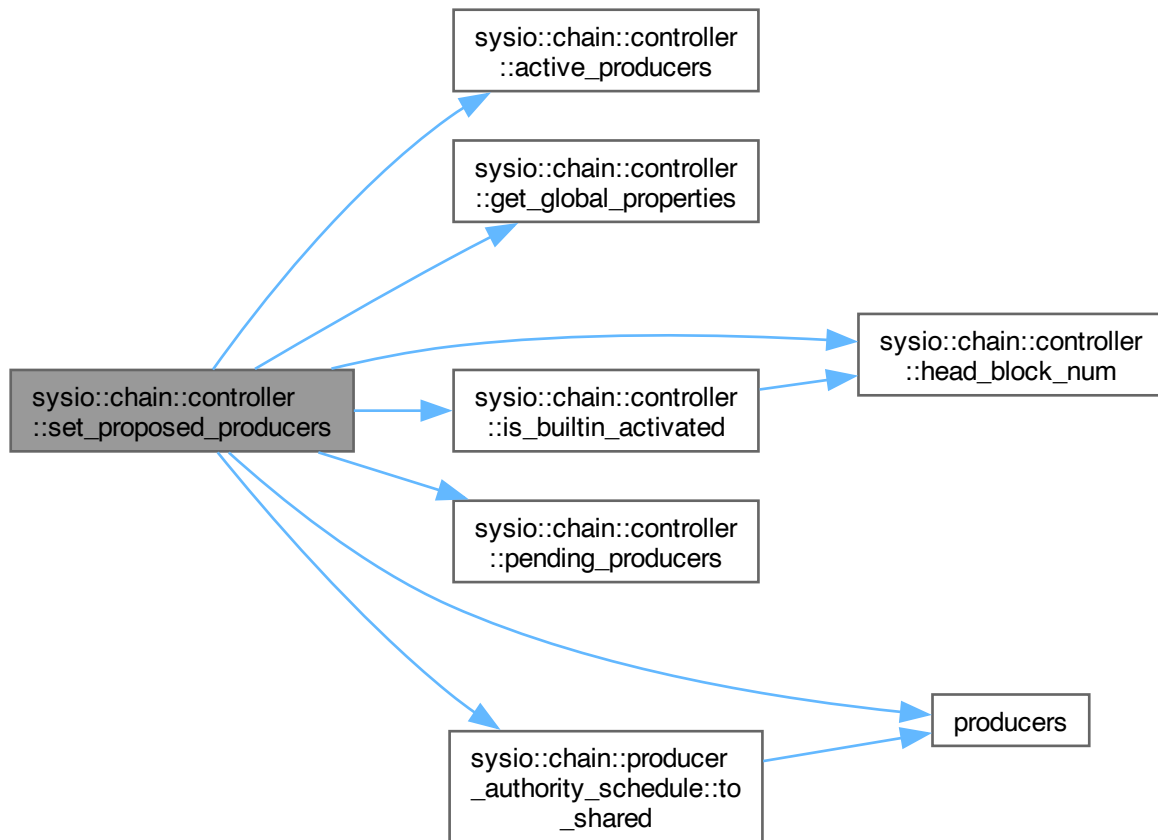 sysio::chain::controller
::active_producers
sysio::chain::controller
::get_global_properties
sysio::chain::controller
::head_block_num
sysio::chain::controller
::set_proposed_producers
sysio::chain::controller
::is_builtin_activated
sysio::chain::controller
::pending_producers
producers
sysio::chain::producer
_authority_schedule::to
_shared